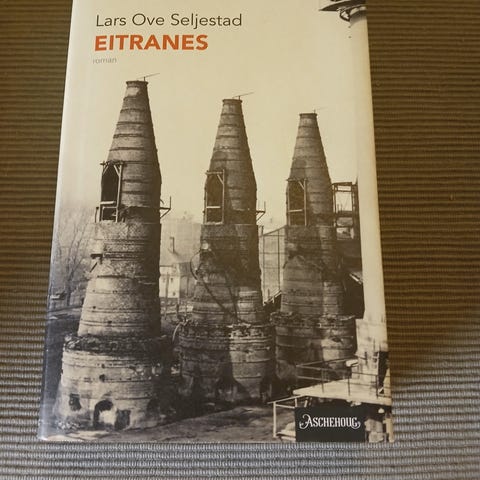 Lars Ove Seljestad
EITRANES
roman
ASCHEHOUG